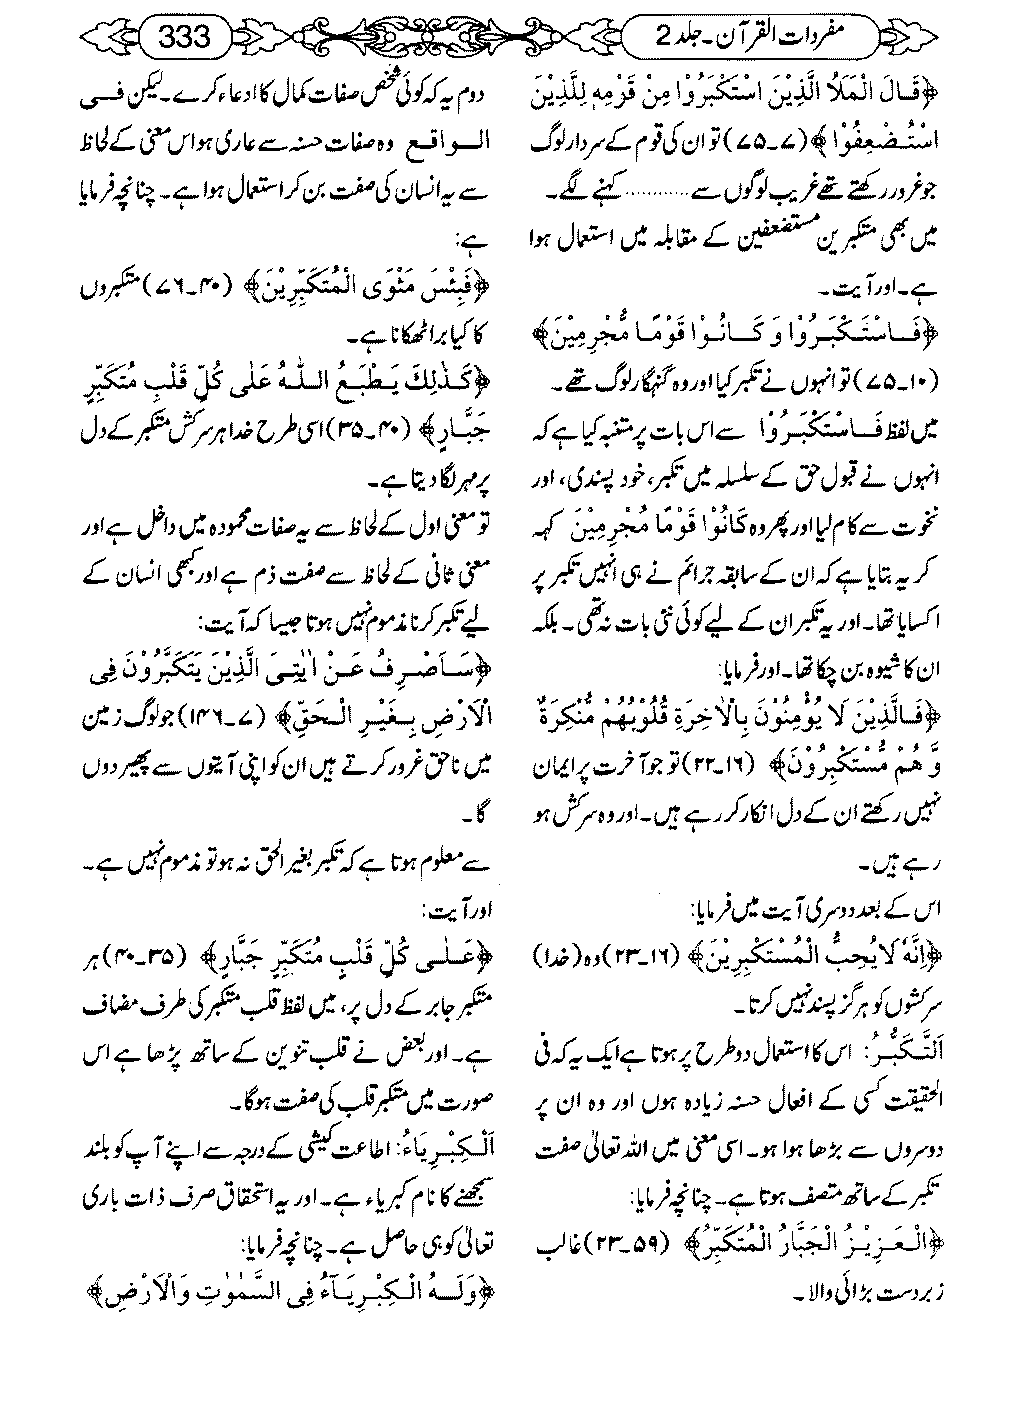 مفردات القرآن۔ جلد 2
333
﴿قَالَ الْمَلَاُ الَّذِیْنَ اسْتَكْبَرُوْا مِنْ قَوْمِهٖ لِلَّذِیْنَ
اسْتُضْعِفُوْا﴾ (۷۔۷۵) تو ان کی قوم کے سردار لوگ
جو غرور رکھتے تھے غریب لوگوں سے ........... کہنے لگے۔
میں بھی متکبرین مستضعفین کے مقابلہ میں استعمال ہوا
ہے۔ اور آیت۔
﴿فَاسْتَكْبَرُوْا وَ كَانُوْا قَوْمًا مُّجْرِمِیْنَ﴾
(۱۰۔۷۵) تو انہوں نے تکبر کیا اور وہ گنہگار لوگ تھے۔
میں لفظ فَاسْتَكْبَرُوْا سے اس بات پر متنبہ کیا ہے کہ
انہوں نے قبول حق کے سلسلہ میں تکبر، خود پسندی، اور
نخوت سے کام لیا اور پھر وہ كَانُوْا قَوْمًا مُجْرِمِیْنَ کہہ
کر یہ بتایا ہے کہ ان کے سابقہ جرائم نے ہی انہیں تکبر پر
اکسایا تھا۔ اور یہ تکبر ان کے لیے کوئی نئی بات نہ تھی۔ بلکہ
ان کا شیوہ بن چکا تھا۔ اور فرمایا:
﴿فَالَّذِیْنَ لَا یُؤْمِنُوْنَ بِالْاٰخِرَةِ قُلُوْبُهُمْ مُّنْكِرَةٌ
وَّ هُمْ مُّسْتَكْبِرُوْنَ﴾ (۱۶۔۲۲) تو جو آخرت پر ایمان
نہیں رکھتے ان کے دل انکار کر رہے ہیں۔ اور وہ سرکش ہو
رہے ہیں۔
اس کے بعد دوسری آیت میں فرمایا:
﴿اِنَّهٗ لَا یُحِبُّ الْمُسْتَكْبِرِیْنَ﴾ (۱۶۔۲۳) وہ (خدا)
سرکشوں کو ہرگز پسند نہیں کرتا۔
اَلتَّكَبُّرُ: اس کا استعمال دو طرح پر ہوتا ہے ایک یہ کہ فی
الحقیقت کسی کے افعال حسنہ زیادہ ہوں اور وہ ان پر
دوسروں سے بڑھا ہوا ہو۔ اسی معنی میں اللہ تعالیٰ صفت
تکبر کے ساتھ متصف ہوتا ہے۔ چنانچہ فرمایا:
﴿الْعَزِیْزُ الْجَبَّارُ الْمُتَكَبِّرُ﴾ (۵۹۔۲۳) غالب
زبردست بڑائی والا۔
دوم یہ کہ کوئی شخص صفات کمال کا ادعاء کرے۔ لیکن فی
الواقع وہ صفات حسنہ سے عاری ہو اس معنی کے لحاظ
سے یہ انسان کی صفت بن کر استعمال ہوا ہے۔ چنانچہ فرمایا
ہے:
﴿فَبِئْسَ مَثْوَى الْمُتَكَبِّرِیْنَ﴾ (۴۰۔۷۶) متکبروں
کا کیا برا ٹھکانا ہے۔
﴿كَذٰلِكَ یَطْبَعُ اللّٰهُ عَلٰی كُلِّ قَلْبِ مُتَكَبِّرٍ
جَبَّارٍ﴾ (۴۰۔۳۵) اسی طرح خدا ہر سرکش متکبر کے دل
پر مہر لگا دیتا ہے۔
تو معنی اول کے لحاظ سے یہ صفات محمودہ میں داخل ہے اور
معنی ثانی کے لحاظ سے صفت ذم ہے اور کبھی انسان کے
لیے تکبر کرنا مذموم نہیں ہوتا جیسا کہ آیت:
﴿سَاَصْرِفُ عَنْ اٰیٰتِیَ الَّذِیْنَ یَتَكَبَّرُوْنَ فِی
الْاَرْضِ بِغَیْرِ الْحَقِّ﴾ (۷۔۱۴۶) جو لوگ زمین
میں ناحق غرور کرتے ہیں ان کو اپنی آیتوں سے پھیر دوں
گا۔
سے معلوم ہوتا ہے کہ تکبر بغیر الحق نہ ہو تو مذموم نہیں ہے۔
اور آیت:
﴿عَلٰی كُلِّ قَلْبٍ مُتَكَبِّرٍ جَبَّارٍ﴾ (۳۵۔۴۰) ہر
متکبر جابر کے دل پر، میں لفظ قلب متکبر کی طرف مضاف
ہے۔ اور بعض نے قلب تنوین کے ساتھ پڑھا ہے اس
صورت میں متکبر قلب کی صفت ہوگا۔
اَلْكِبْرِیَاءُ: اطاعت کیشی کے درجہ سے اپنے آپ کو بلند
سمجھنے کا نام کبریاء ہے۔ اور یہ استحقاق صرف ذات باری
تعالیٰ کو ہی حاصل ہے۔ چنانچہ فرمایا:
﴿وَلَهُ الْكِبْرِیَآءُ فِی السَّمٰوٰتِ وَالْاَرْضِ﴾